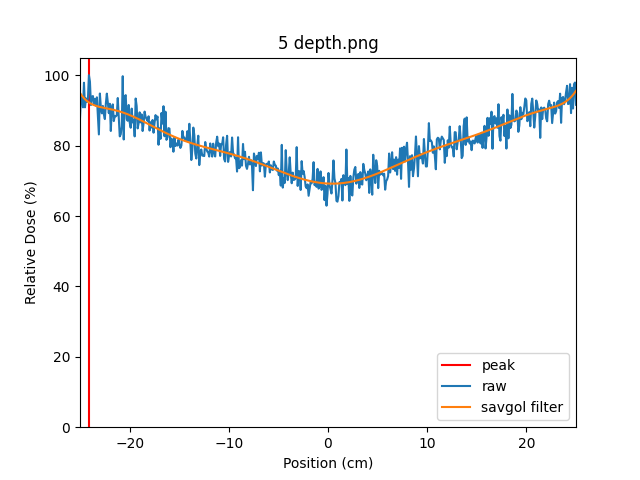 5 depth.png
Relative Dose (%)
100
80
60
40
20
0
−20
−10
0
10
20
Position (cm)
peak
raw
savgol filter